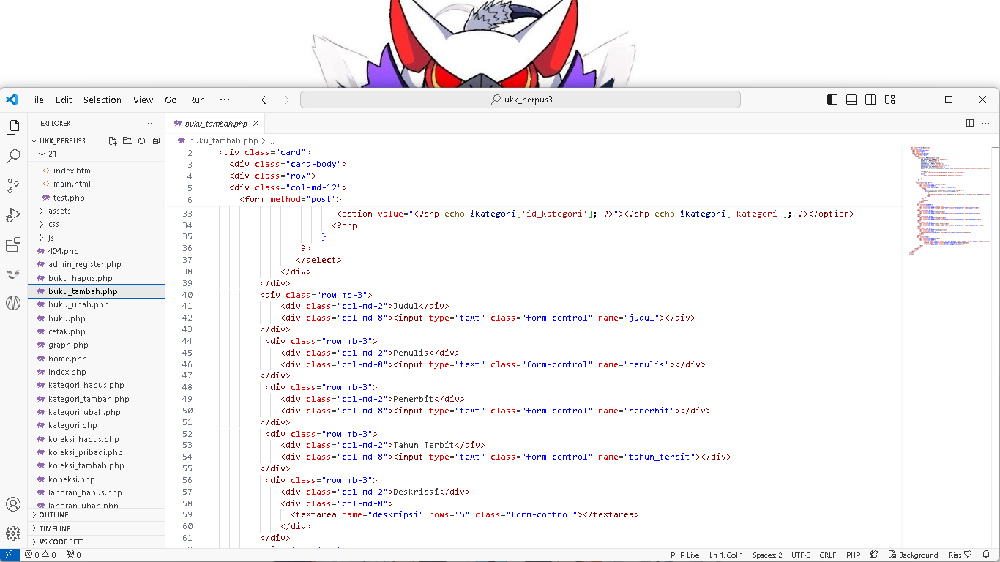 File Edit Selection View Go Run ··· ukk_perpus3
EXPLORER ···
UKK_PERPUS3
21
index.html
main.html
test.php
assets
css
js
404.php
admin_register.php
buku_hapus.php
buku_tambah.php
buku_ubah.php
buku.php
cetak.php
graph.php
home.php
index.php
kategori_hapus.php
kategori_tambah.php
kategori_ubah.php
kategori.php
koleksi_hapus.php
koleksi_pribadi.php
koleksi_tambah.php
koneksi.php
laporan_hapus.php
laporan_ubah.php
OUTLINE
TIMELINE
VS CODE PETS
buku_tambah.php
buku_tambah.php > ...
2 <div class="card">
3 <div class="card-body">
4 <div class="row">
5 <div class="col-md-12">
6 <form method="post">
33 <option value="<?php echo $kategori['id_kategori']; ?>"><?php echo $kategori['kategori']; ?></option>
34 <?php
35 }
36 ?>
37 </select>
38 </div>
39 </div>
40 <div class="row mb-3">
41 <div class="col-md-2">Judul</div>
42 <div class="col-md-8"><input type="text" class="form-control" name="judul"></div>
43 </div>
44 <div class="row mb-3">
45 <div class="col-md-2">Penulis</div>
46 <div class="col-md-8"><input type="text" class="form-control" name="penulis"></div>
47 </div>
48 <div class="row mb-3">
49 <div class="col-md-2">Penerbit</div>
50 <div class="col-md-8"><input type="text" class="form-control" name="penerbit"></div>
51 </div>
52 <div class="row mb-3">
53 <div class="col-md-2">Tahun Terbit</div>
54 <div class="col-md-8"><input type="text" class="form-control" name="tahun_terbit"></div>
55 </div>
56 <div class="row mb-3">
57 <div class="col-md-2">Deskripsi</div>
58 <div class="col-md-8">
59 <textarea name="deskripsi" rows="5" class="form-control"></textarea>
60 </div>
61 </div>
0 0 0 PHP Live Ln 1, Col 1 Spaces: 2 UTF-8 CRLF PHP Background Rias